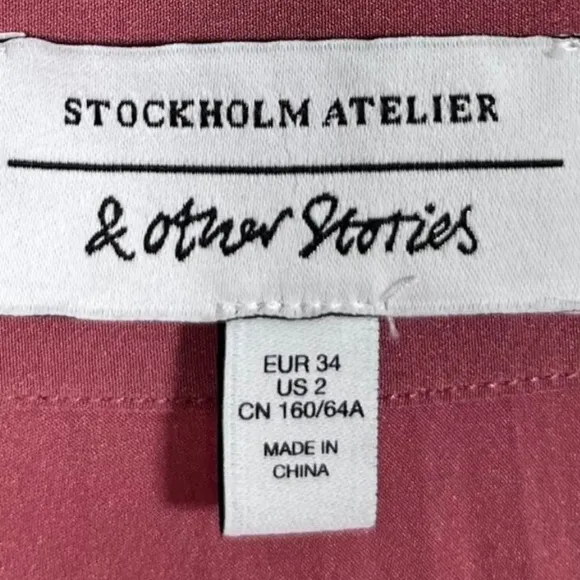 STOCKHOLM ATELIER
& other Stories
EUR 34
US 2
CN 160/64A
MADE IN
CHINA